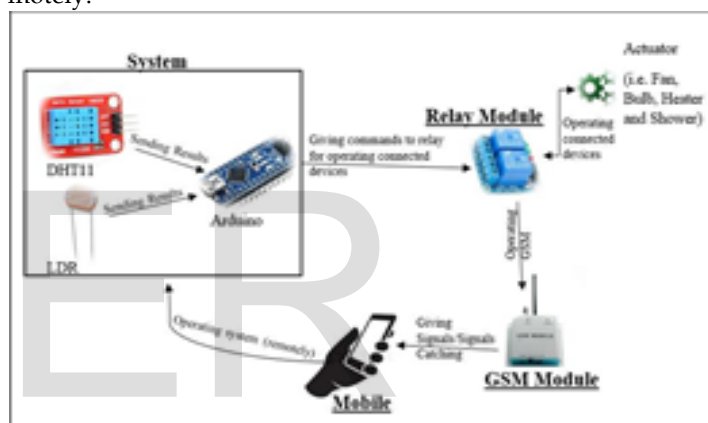 motely.
System
DHT11
Sending Results
Sending Results
Arduino
LDR
Giving commands to relay
for operating connected
devices
Relay Module
Actuator
(i.e. Fan,
Bulb, Heater
and Shower)
Operating
connected
devices
Operating
GSM
GSM Module
Giving
Signals/Signals
Catching
Mobile
Operating system (remotely)
ER